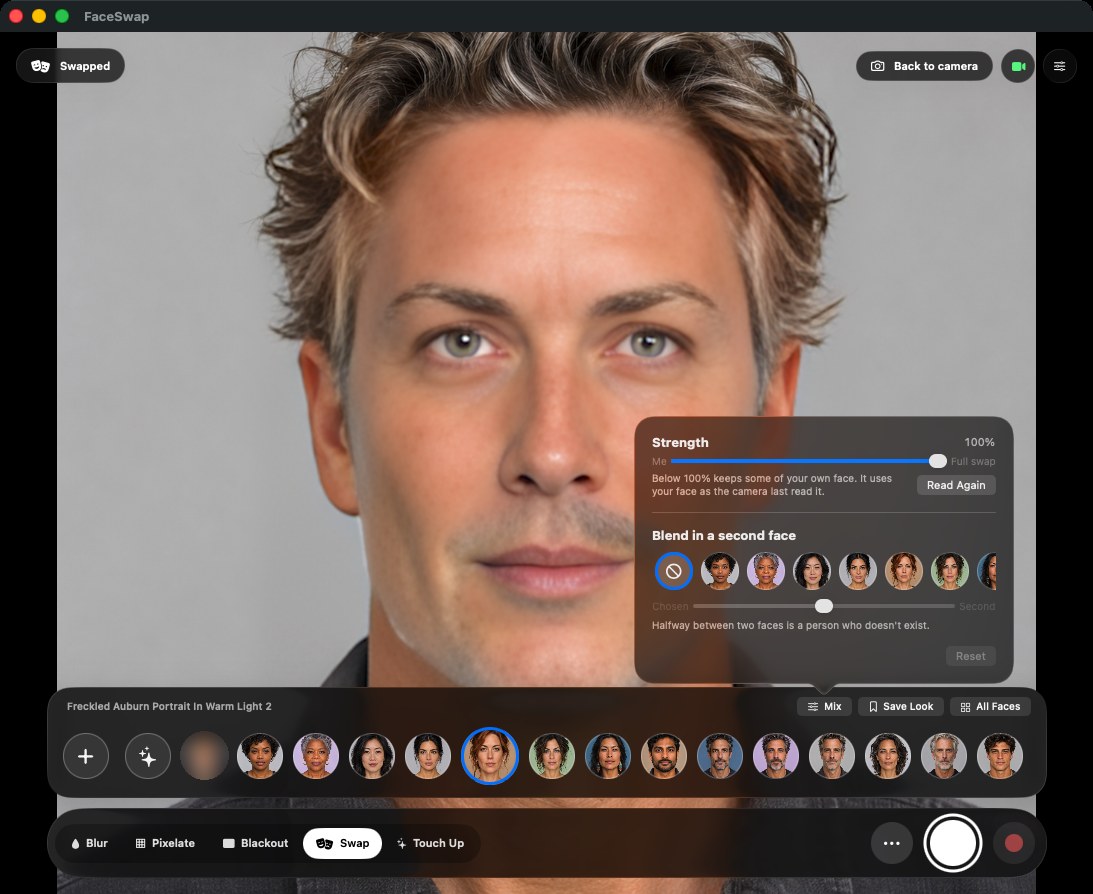 FaceSwap
Swapped
Back to camera
Strength
100%
Me
Full swap
Below 100% keeps some of your own face. It uses
your face as the camera last read it.
Read Again
Blend in a second face
Chosen
Second
Halfway between two faces is a person who doesn't exist.
Reset
Freckled Auburn Portrait In Warm Light 2
Mix
Save Look
All Faces
Blur
Pixelate
Blackout
Swap
Touch Up